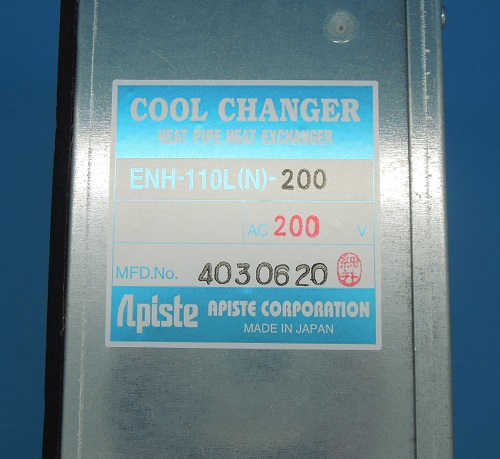 COOL CHANGER
HEAT PIPE HEAT EXCHANGER
ENH-110L(N)-200
AC 200 V
MFD.No. 4030620
Apiste APISTE CORPORATION
MADE IN JAPAN